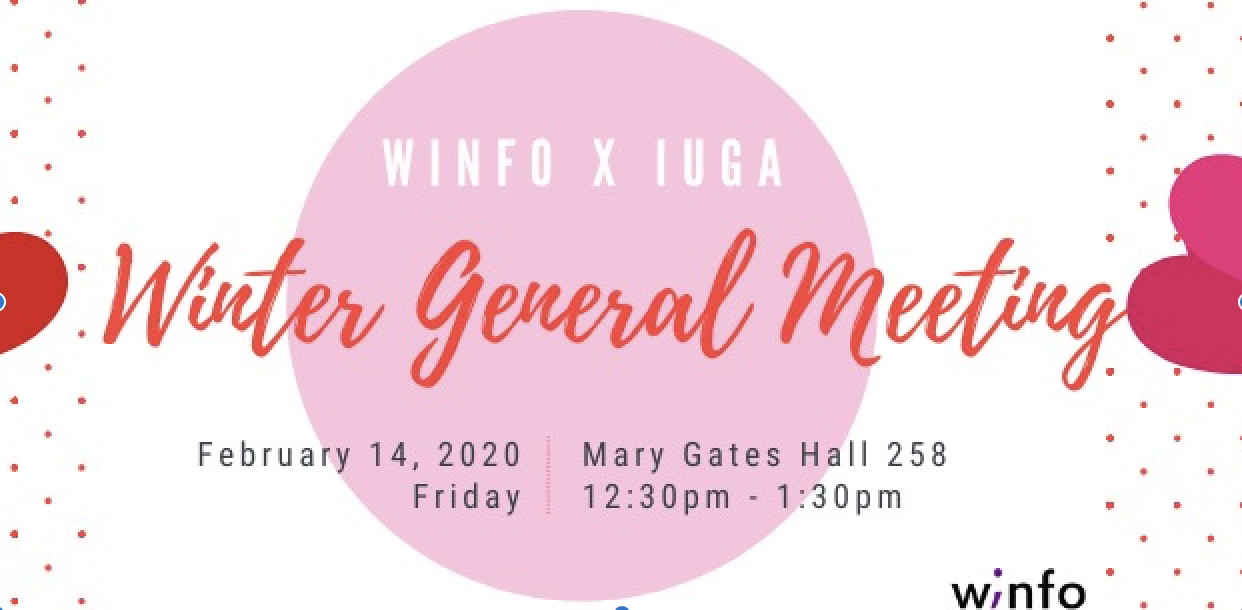 WINFO X IUGA
Winter General Meeting
February 14, 2020
Friday
Mary Gates Hall 258
12:30pm - 1:30pm
winfo